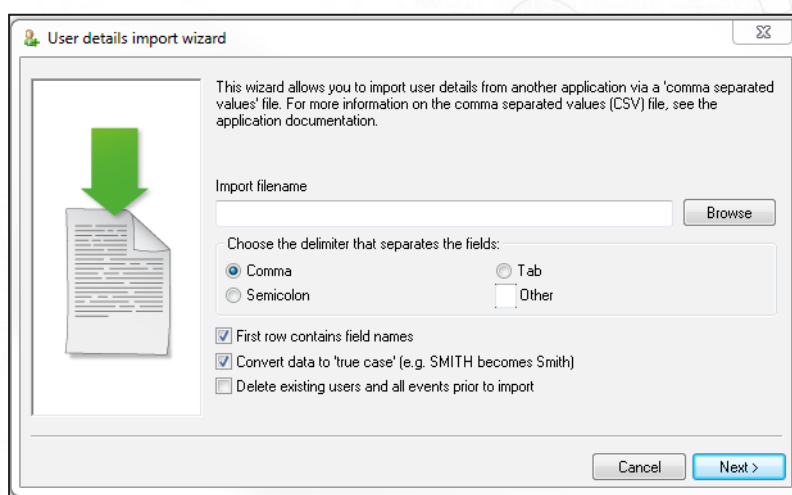 User details import wizard
This wizard allows you to import user details from another application via a 'comma separated
values' file. For more information on the comma separated values (CSV) file, see the
application documentation.
Import filename
Browse
Choose the delimiter that separates the fields:
Comma
Tab
Semicolon
Other
First row contains field names
Convert data to 'true case' (e.g. SMITH becomes Smith)
Delete existing users and all events prior to import
Cancel
Next >